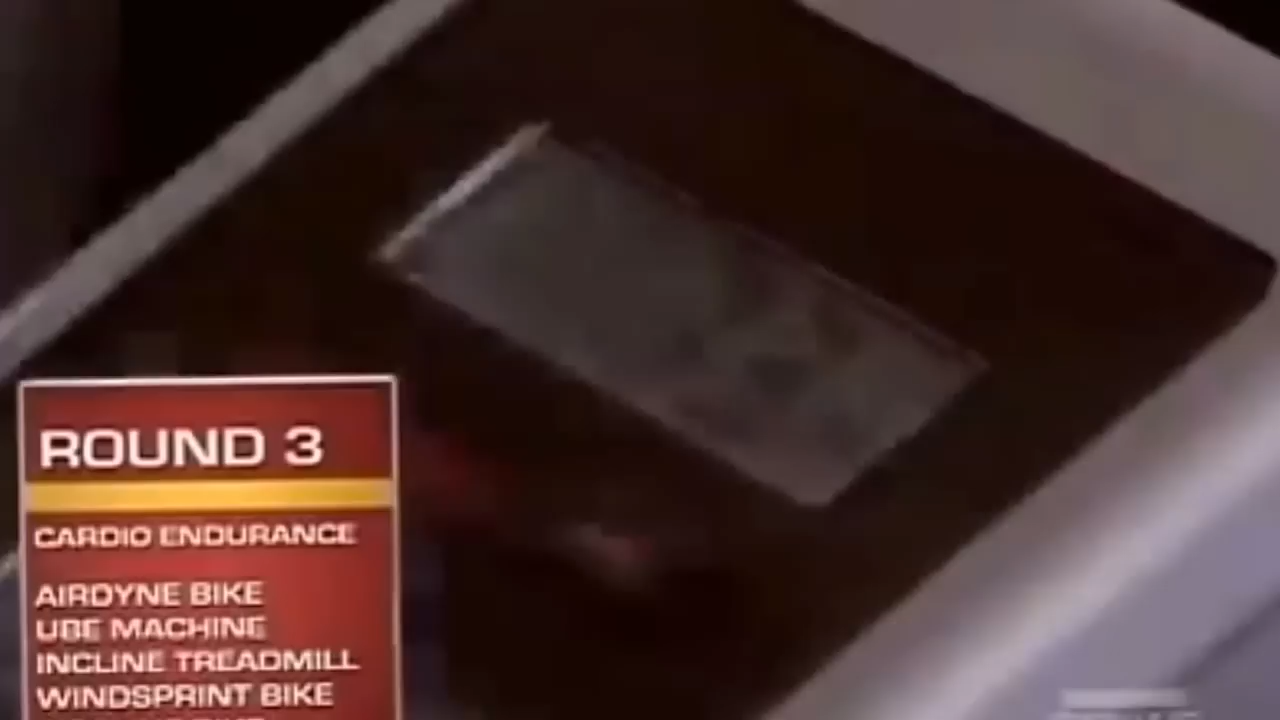 ROUND 3
CARDIO ENDURANCE
AIRDYNE BIKE
UBE MACHINE
INCLINE TREADMILL
WINDSPRINT BIKE